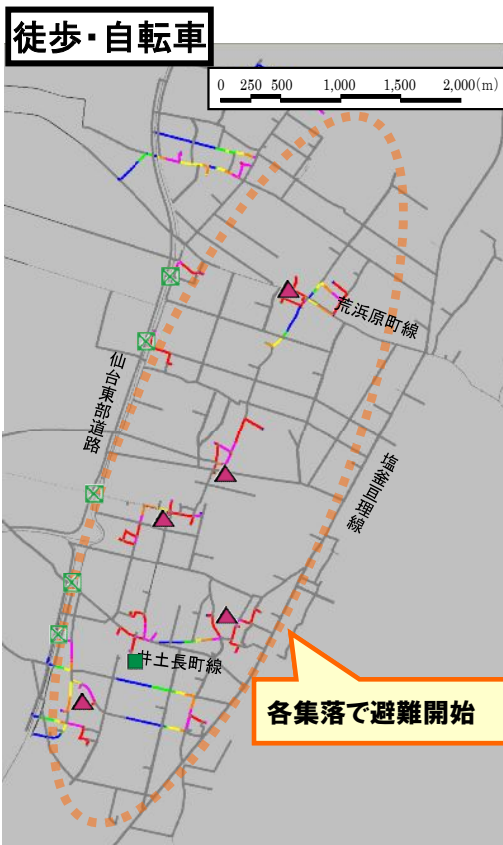 徒歩・自転車
0 250 500 1,000 1,500 2,000(m)
荒浜原町線
仙台東部道路
塩釜亘理線
井土長町線
各集落で避難開始